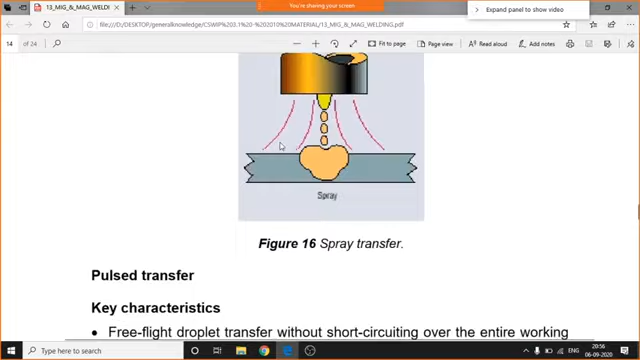 You're sharing your screen
Expand panel to show video
13_MIG_&_MAG_WELDING.pdf
file:///D:/DESKTOP/generalknowledge/CSWIP%203.1%20-%202010%20MATERIAL/13_MIG_&_MAG_WELDING.pdf
14 of 24
Fit to page
Read aloud
Add notes
Spray
Figure 16 Spray transfer.
Pulsed transfer
Key characteristics
• Free-flight droplet transfer without short-circuiting over the entire working
Type here to search
ENG
20:56
06-09-2020